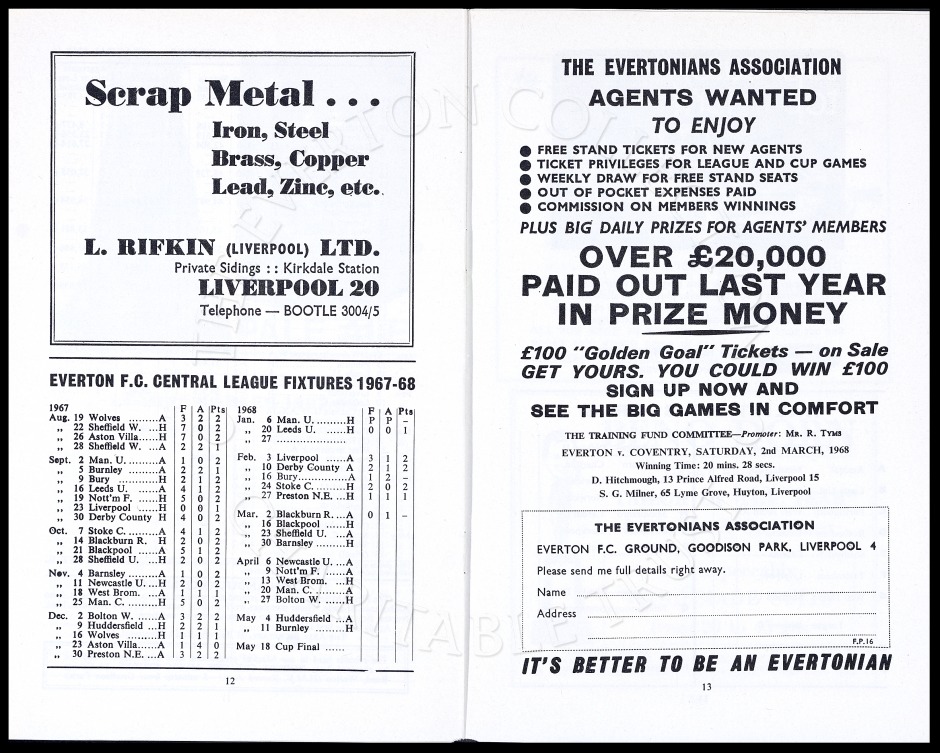 Scrap Metal . . .
Iron, Steel
Brass, Copper
Lead, Zinc, etc.
L. RIFKIN (LIVERPOOL) LTD.
Private Sidings : : Kirkdale Station
LIVERPOOL 20
Telephone — BOOTLE 3004/5
EVERTON F.C. CENTRAL LEAGUE FIXTURES 1967-68
1967 F A Pts
Aug. 19 Wolves .........A 3 2 2
,, 22 Sheffield W. ...H 7 0 2
,, 26 Aston Villa......H 7 0 2
,, 28 Sheffield W. ...A 2 2 1
Sept. 2 Man. U. .........A 1 0 2
,, 5 Burnley .........A 2 2 1
,, 9 Bury ............H 2 1 2
,, 16 Leeds U. ......A 4 1 2
,, 19 Nott'm F. ......H 5 0 2
,, 23 Liverpool ......H 0 0 1
,, 30 Derby County H 4 0 2
Oct. 7 Stoke C. .........A 4 1 2
,, 14 Blackburn R. H 2 0 2
,, 21 Blackpool ......A 5 1 2
,, 28 Sheffield U. ...H 2 0 2
Nov. 4 Barnsley .........A 1 0 2
,, 11 Newcastle U. ...H 2 0 2
,, 18 West Brom. ...A 1 1 1
,, 25 Man. C. .........H 5 0 2
Dec. 2 Bolton W. ......A 3 2 2
,, 9 Huddersfield ...H 2 2 1
,, 16 Wolves .........H 1 1 1
,, 23 Aston Villa......A 1 4 0
,, 30 Preston N.E. ...A 3 2 2
1968 F A Pts
Jan. 6 Man. U. .........H P P –
,, 20 Leeds U. ......H 0 0 1
,, 27 .....................
Feb. 3 Liverpool ......A 3 1 2
,, 10 Derby County A 2 1 2
,, 16 Bury............A 1 2 –
,, 24 Stoke C. .........H 2 0 2
,, 27 Preston N.E. ...H 1 1 1
Mar. 2 Blackburn R. ...A 0 1 –
,, 16 Blackpool ......H
,, 23 Sheffield U. ...A
,, 30 Barnsley .........H
April 6 Newcastle U. ...A
,, 9 Nott'm F. ......A
,, 13 West Brom. ...H
,, 20 Man. C. .........A
,, 27 Bolton W. ......H
May 4 Huddersfield ...A
,, 11 Burnley .........H
May 18 Cup Final ......
12
THE EVERTONIANS ASSOCIATION
AGENTS WANTED
TO ENJOY
● FREE STAND TICKETS FOR NEW AGENTS
● TICKET PRIVILEGES FOR LEAGUE AND CUP GAMES
● WEEKLY DRAW FOR FREE STAND SEATS
● OUT OF POCKET EXPENSES PAID
● COMMISSION ON MEMBERS WINNINGS
PLUS BIG DAILY PRIZES FOR AGENTS' MEMBERS
OVER £20,000
PAID OUT LAST YEAR
IN PRIZE MONEY
£100 "Golden Goal" Tickets — on Sale
GET YOURS. YOU COULD WIN £100
SIGN UP NOW AND
SEE THE BIG GAMES IN COMFORT
THE TRAINING FUND COMMITTEE—Promoter: MR. R. TYMS
EVERTON v. COVENTRY, SATURDAY, 2nd MARCH, 1968
Winning Time: 20 mins. 28 secs.
D. Hitchmough, 13 Prince Alfred Road, Liverpool 15
S. G. Milner, 65 Lyme Grove, Huyton, Liverpool
THE EVERTONIANS ASSOCIATION
EVERTON F.C. GROUND, GOODISON PARK, LIVERPOOL 4
Please send me full details right away.
Name
Address
F.P.16
IT'S BETTER TO BE AN EVERTONIAN
13